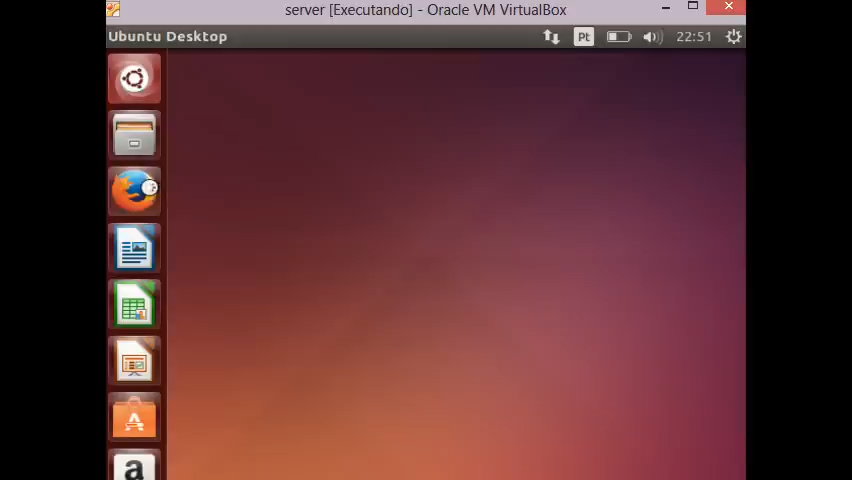 server [Executando] - Oracle VM VirtualBox
Ubuntu Desktop
Pt
22:51